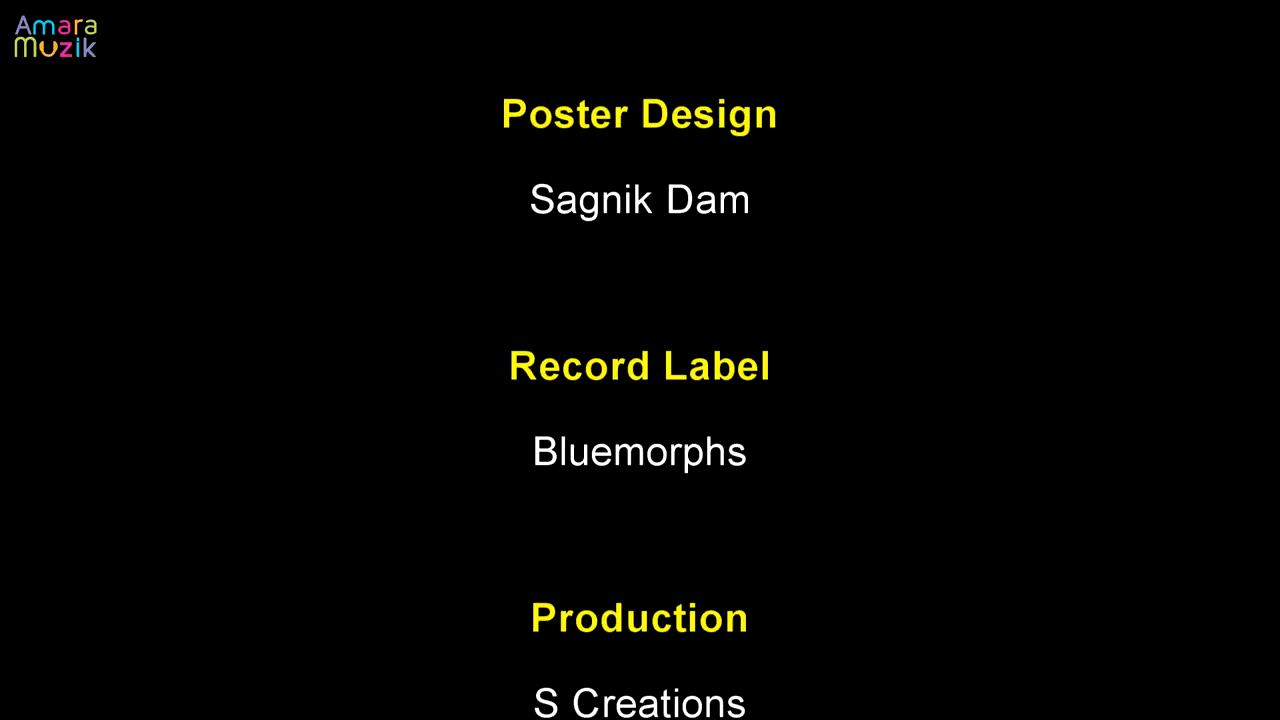 Amara
Muzik
Poster Design
Sagnik Dam
Record Label
Bluemorphs
Production
S Creations